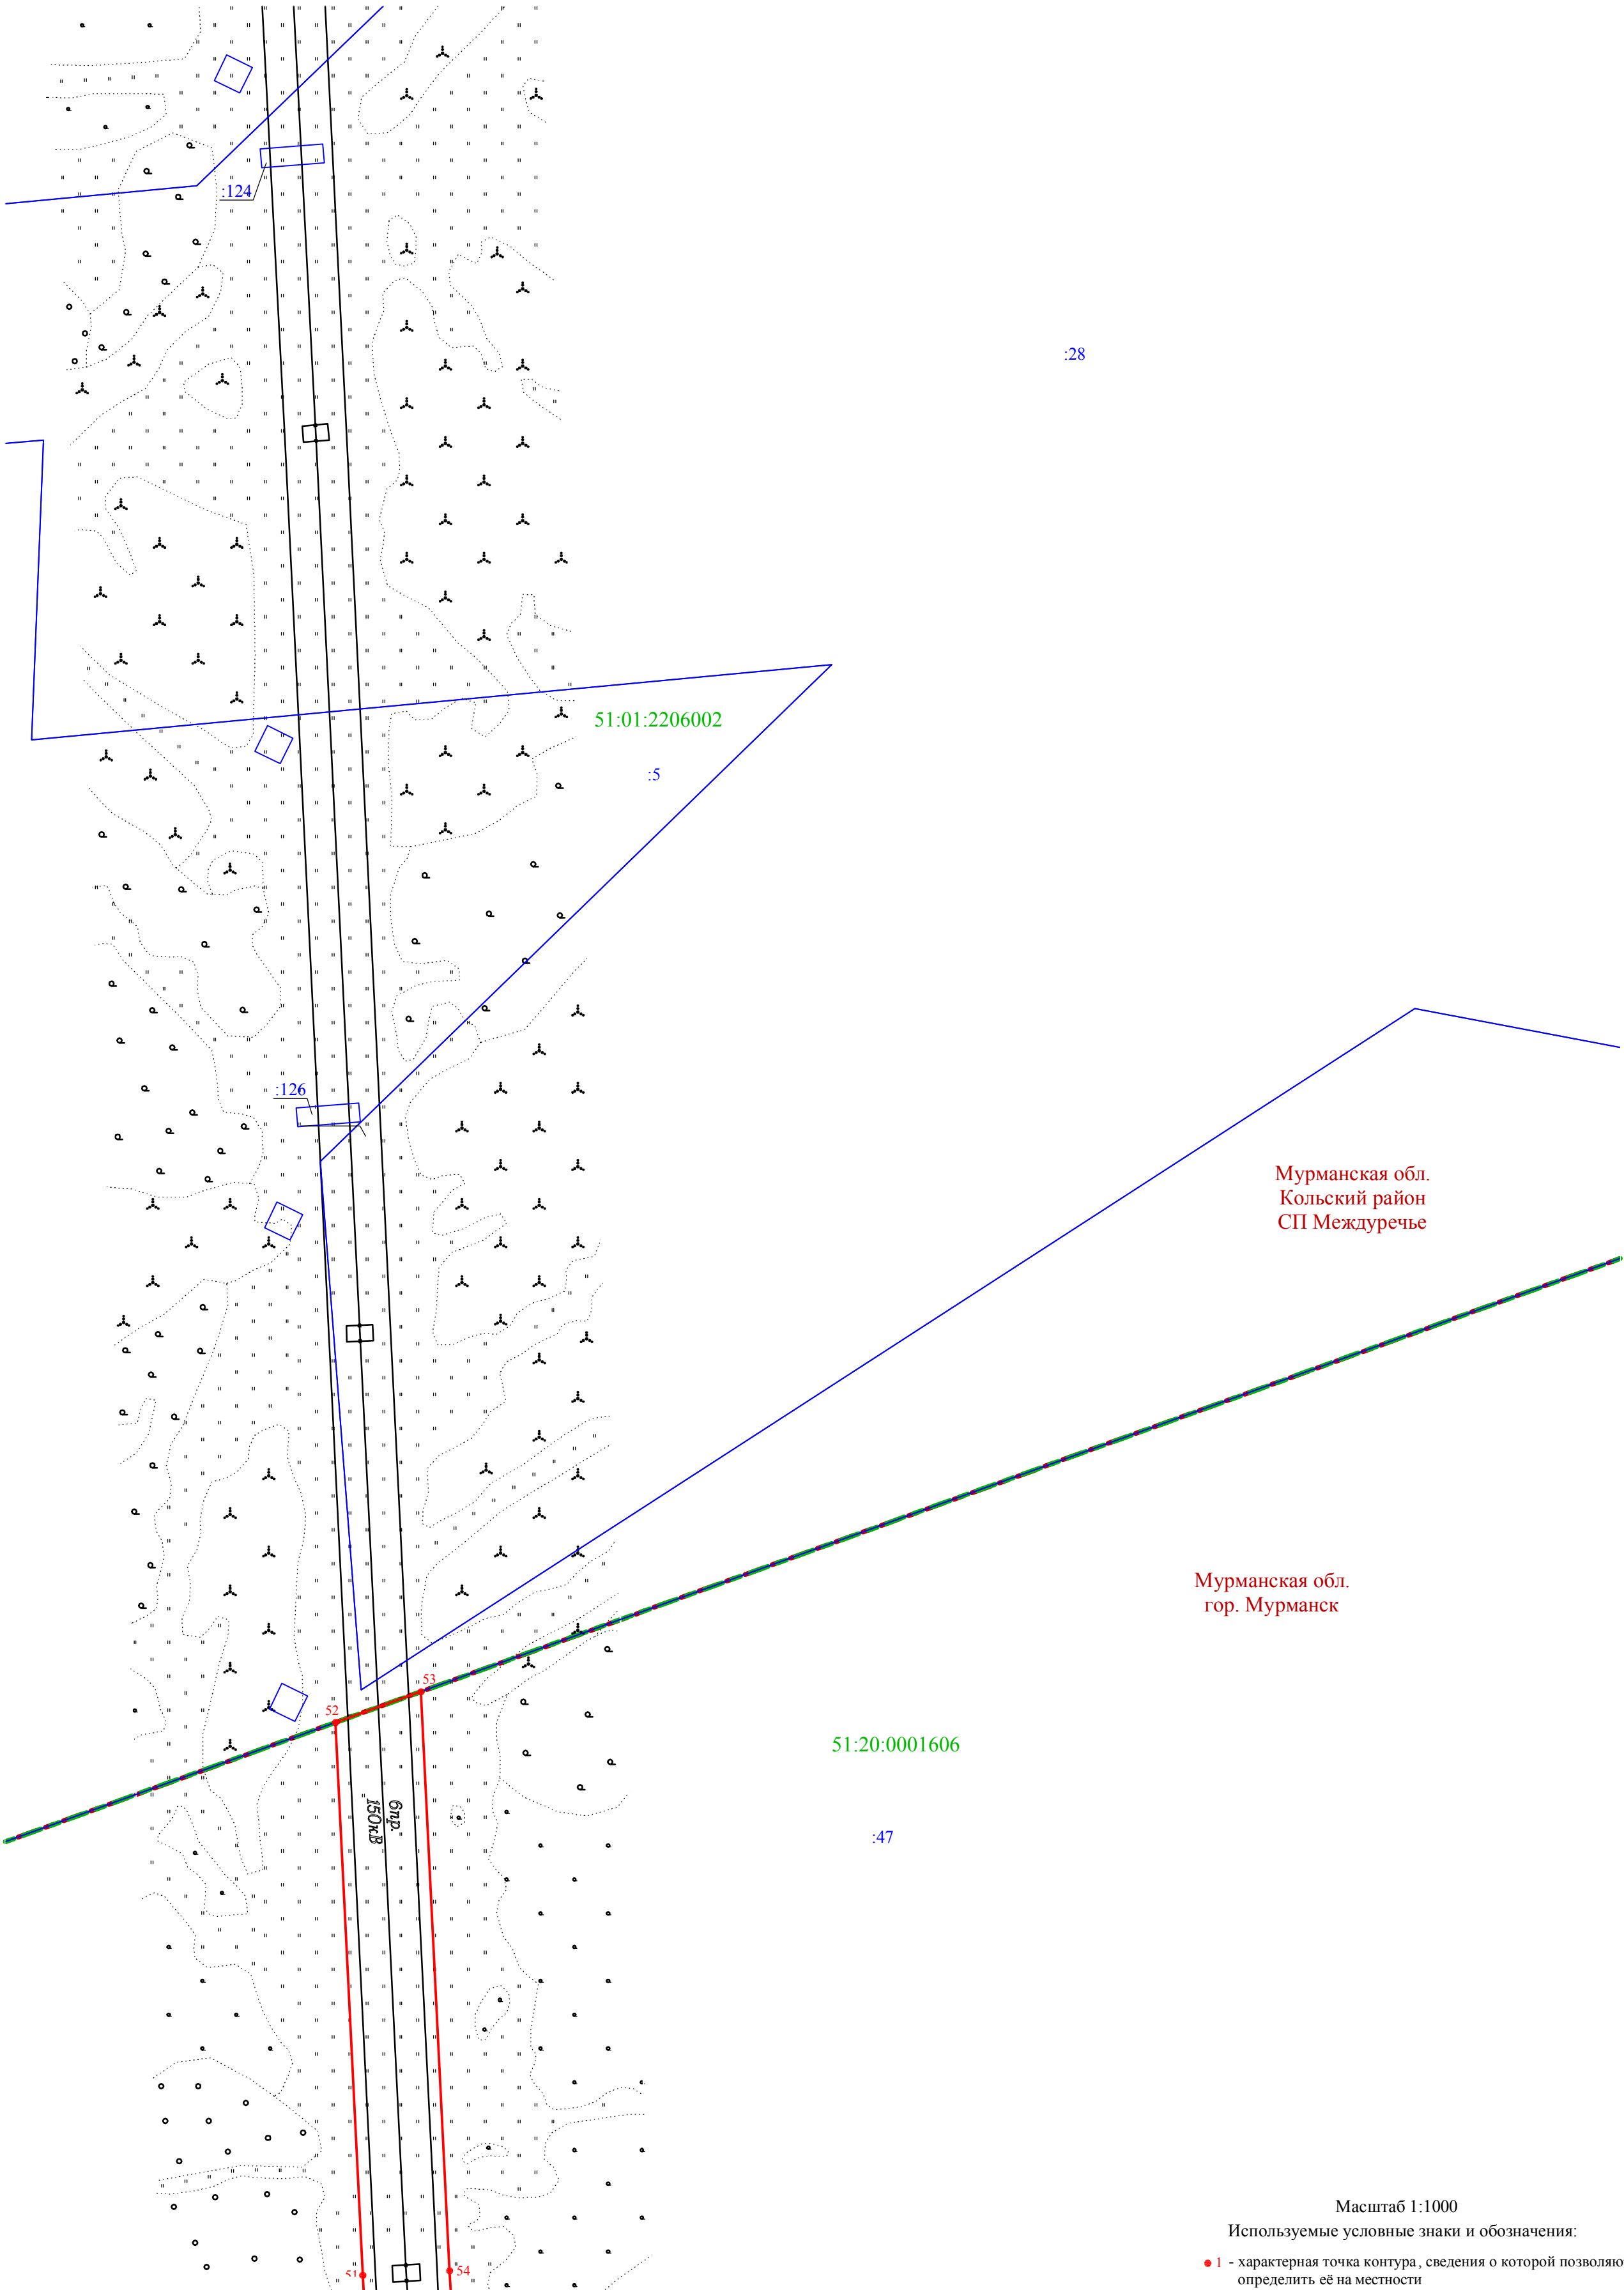 :124
:28
51:01:2206002
:5
:126
Мурманская обл.
Кольский район
СП Междуречье
Мурманская обл.
гор. Мурманск
53
52
51:20:0001606
6пр.
150кВ
:47
51
54
Масштаб 1:1000
Используемые условные знаки и обозначения:
1 - характерная точка контура, сведения о которой позволяю
определить её на местности